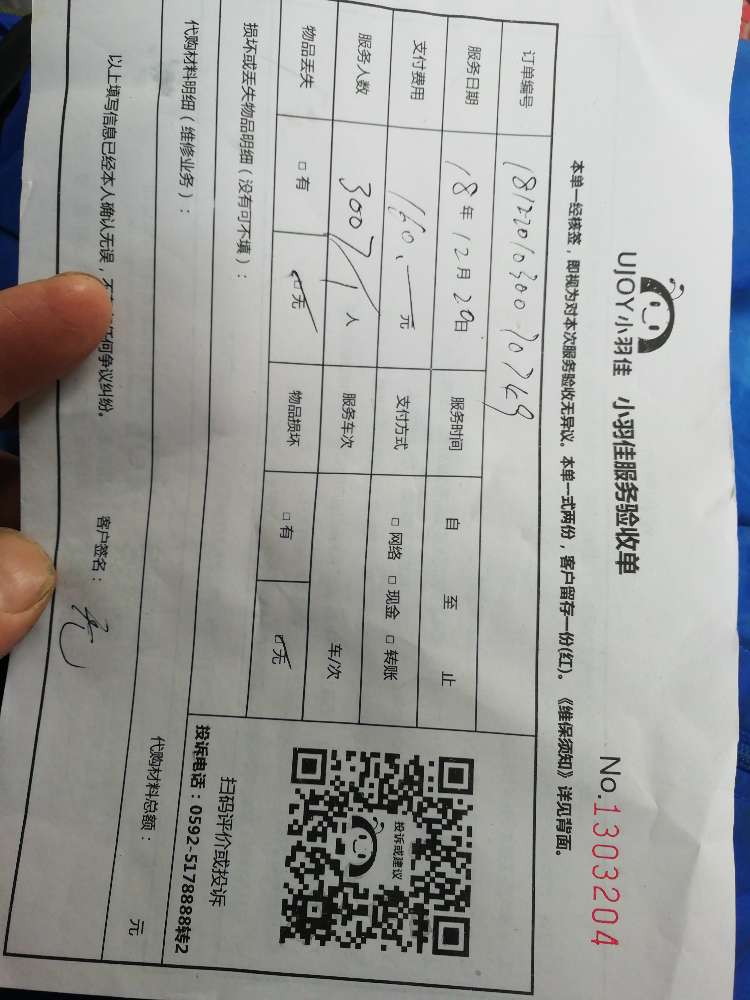 UJOY小羽佳 小羽佳服务验收单
No.1303204
本单一经核签，即视为对本次服务验收无异议。本单一式两份，客户留存一份(红)。《维保须知》详见背面。
订单编号
服务日期 18年12月20日 服务时间 自 至 止
支付费用 160.一元 支付方式 □网络 □现金 □转账
服务人数 人 服务车次 车/次
物品丢失 □有 □无 物品损坏 □有 □无
损坏或丢失物品明细（没有可不填）：
投诉或建议
扫码评价或投诉
投诉电话：0592-5178888转2
代购材料明细（维修业务）： 代购材料总额： 元
以上填写信息已经本人确认无误，任何争议纠纷。 客户签名：